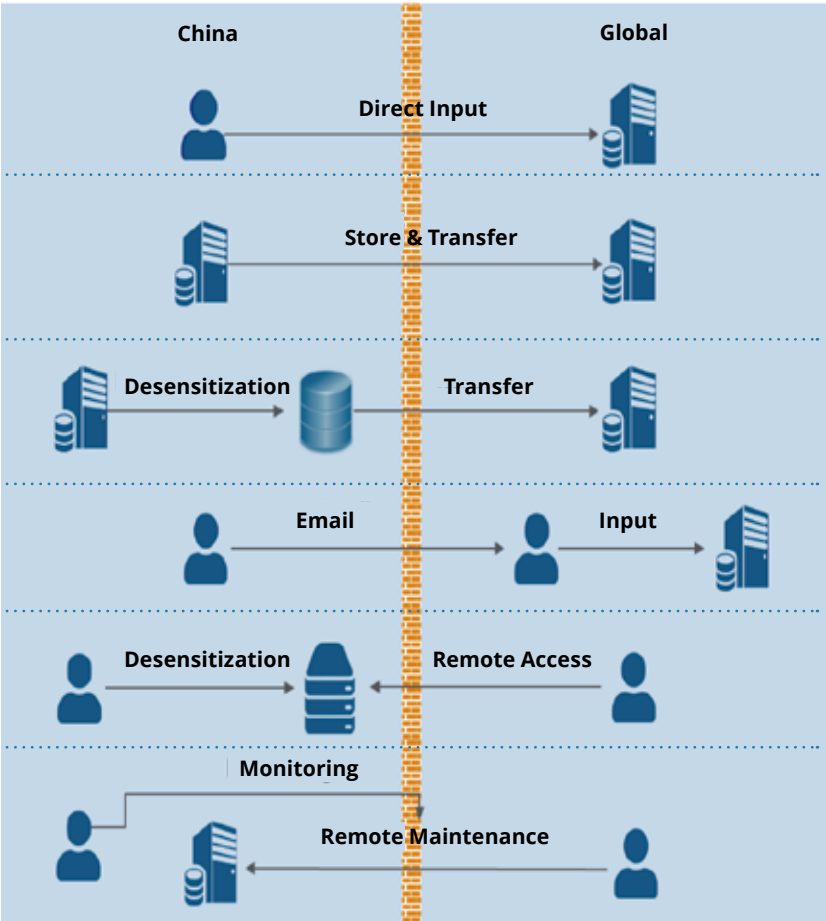 China
Global
Direct Input
Store & Transfer
Desensitization
Transfer
Email
Input
Desensitization
Remote Access
Monitoring
Remote Maintenance